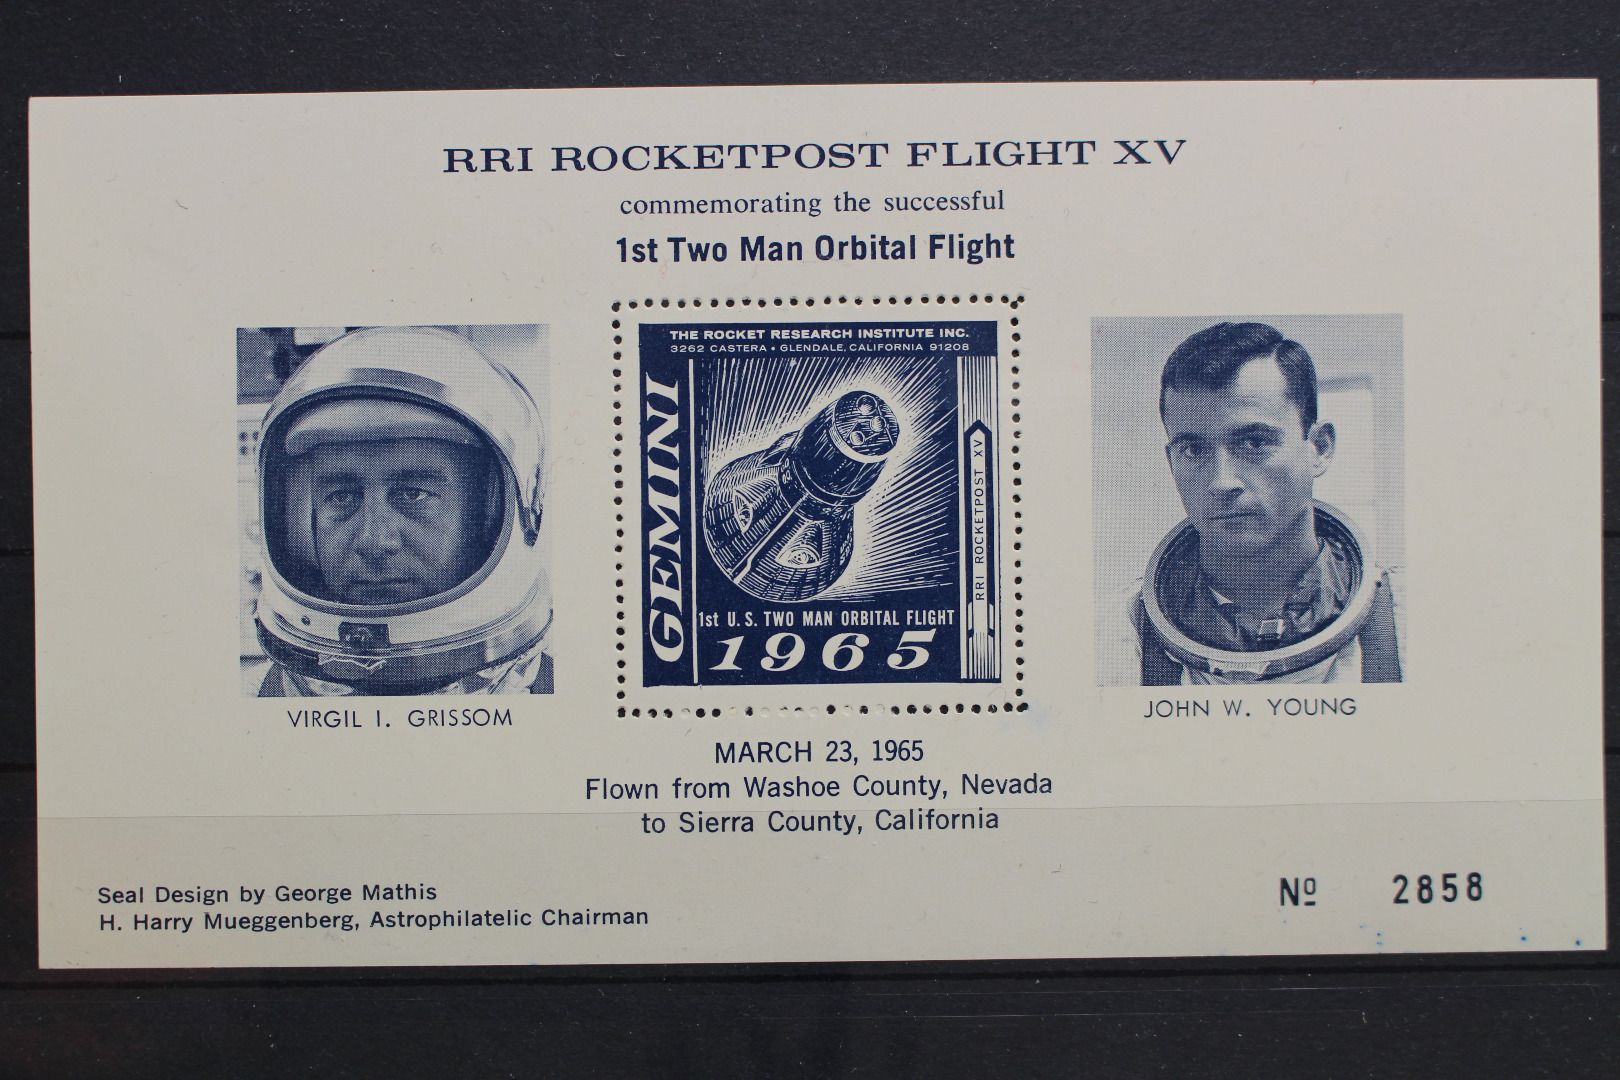 RRI ROCKETPOST FLIGHT XV
commemorating the successful
1st Two Man Orbital Flight
THE ROCKET RESEARCH INSTITUTE INC.
3262 CASTERA • GLENDALE, CALIFORNIA 91208
GEMINI
RRI ROCKETPOST XV
1st U.S. TWO MAN ORBITAL FLIGHT
1965
VIRGIL I. GRISSOM
JOHN W. YOUNG
MARCH 23, 1965
Flown from Washoe County, Nevada
to Sierra County, California
Seal Design by George Mathis
H. Harry Mueggenberg, Astrophilatelic Chairman
Nº 2858